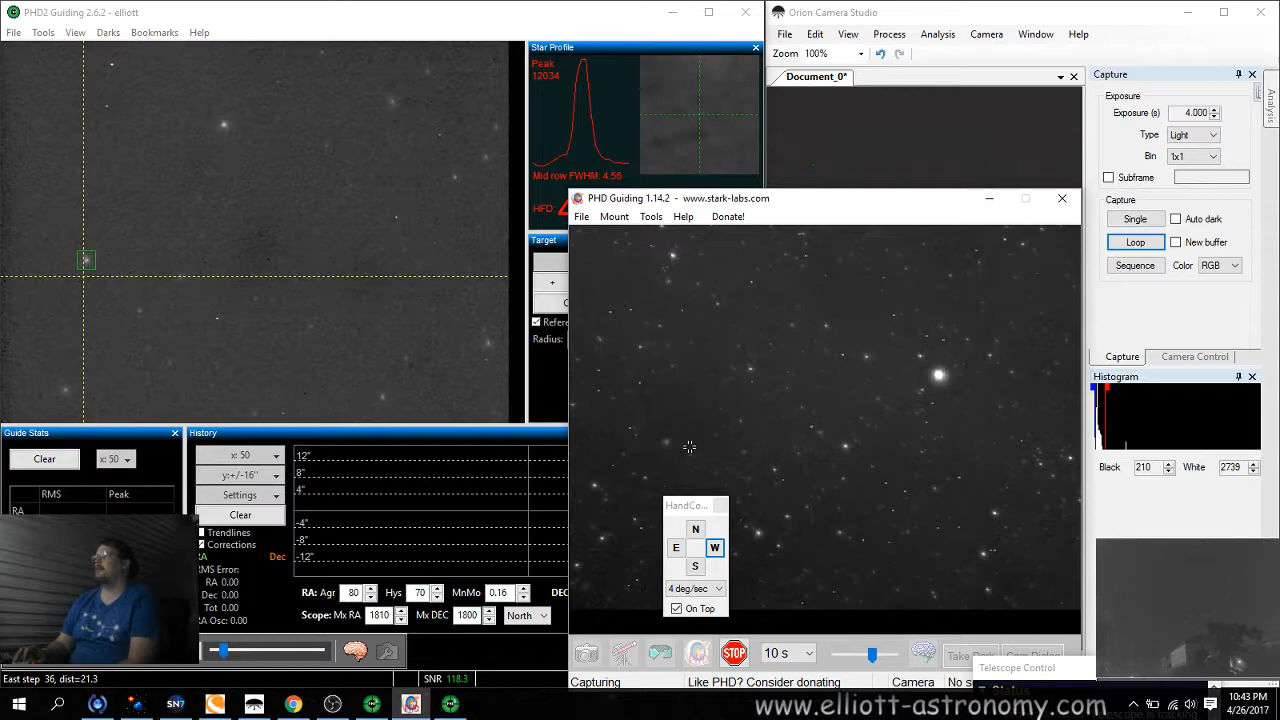 PHD2 Guiding 2.6.2 - elliott
File Tools View Darks Bookmarks Help
Star Profile
Peak
12034
Mid row FWHM: 4.56
HFD:
Target
+
Radius:
Guide Stats
Clear
x: 50
RMS Peak
RA
History
x: 50
y:+/-16"
Settings
Clear
Trendlines
Corrections
RA Dec
RMS Error:
RA 0.00
Dec 0.00
Tot 0.00
RA Osc: 0.00
12"
8"
4"
-4"
-8"
-12"
RA: Agr 80 Hys 70 MnMo 0.16
Scope: Mx RA 1810 Mx DEC 1800 North
East step 36, dist=21.3
SNR 118.3
Orion Camera Studio
File Edit View Process Analysis Camera Window Help
Zoom 100%
Document_0*
Capture
Exposure
Exposure (s) 4.000
Type Light
Bin 1x1
Subframe
Capture
Single Auto dark
Loop New buffer
Sequence Color RGB
Capture Camera Control
Analysis
Histogram
Black 210 White 2739
PHD Guiding 1.14.2 - www.stark-labs.com
File Mount Tools Help Donate!
HandCo...
N
E W
S
4 deg/sec
On Top
STOP
10 s
Take Dark
Capturing Like PHD? Consider donating Camera
Telescope Control
Status
SN7
10:43 PM
4/26/2017
www.elliott-astronomy.com